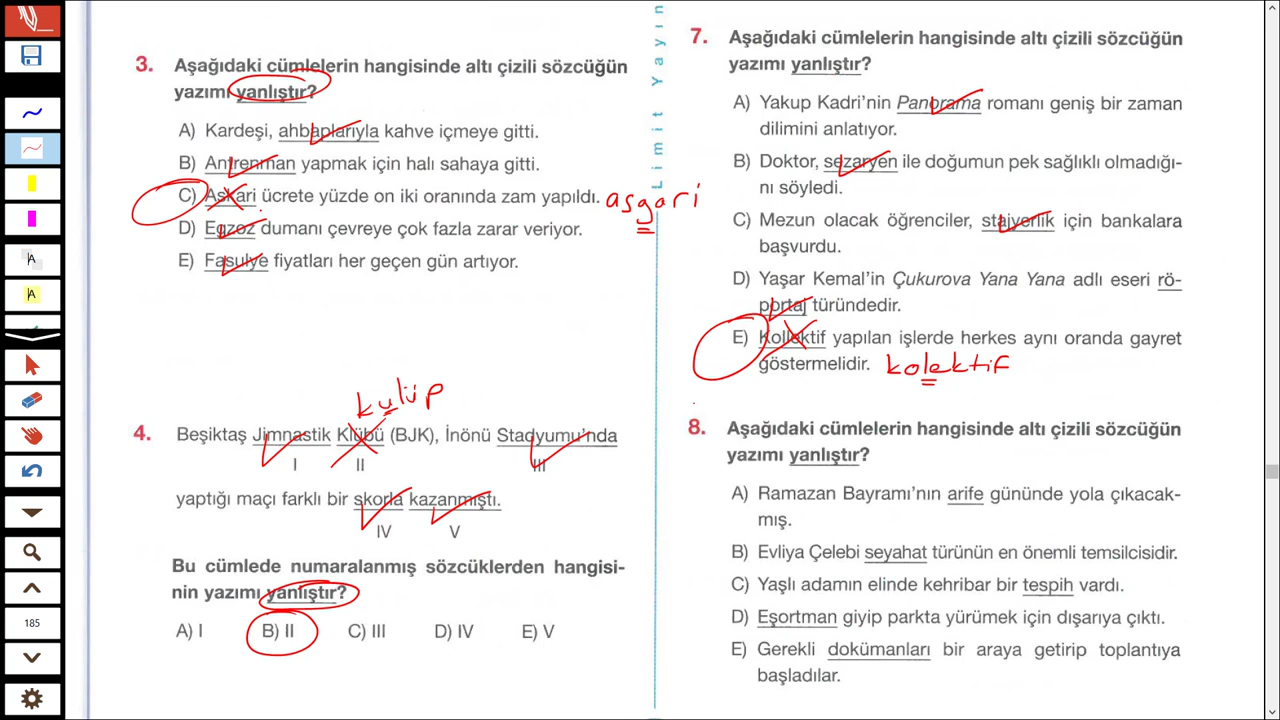 3. Aşağıdaki cümlelerin hangisinde altı çizili sözcüğün
yazımı yanlıştır?
A) Kardeşi, ahbaplarıyla kahve içmeye gitti.
B) Antrenman yapmak için halı sahaya gitti.
C) Askari ücrete yüzde on iki oranında zam yapıldı. asgari
D) Egzoz dumanı çevreye çok fazla zarar veriyor.
E) Fasulye fiyatları her geçen gün artıyor.
kulüp
4. Beşiktaş Jimnastik Klübü (BJK), İnönü Stadyumu'nda
I II III
yaptığı maçı farklı bir skorla kazanmıştı.
IV V
Bu cümlede numaralanmış sözcüklerden hangisi-
nin yazımı yanlıştır?
A) I B) II C) III D) IV E) V
Limit Yayın
7. Aşağıdaki cümlelerin hangisinde altı çizili sözcüğün
yazımı yanlıştır?
A) Yakup Kadri'nin Panorama romanı geniş bir zaman
dilimini anlatıyor.
B) Doktor, sezaryen ile doğumun pek sağlıklı olmadığı-
nı söyledi.
C) Mezun olacak öğrenciler, stajyerlik için bankalara
başvurdu.
D) Yaşar Kemal'in Çukurova Yana Yana adlı eseri rö-
portaj türündedir.
E) Kollektif yapılan işlerde herkes aynı oranda gayret
göstermelidir. kolektif
8. Aşağıdaki cümlelerin hangisinde altı çizili sözcüğün
yazımı yanlıştır?
A) Ramazan Bayramı'nın arife gününde yola çıkacak-
mış.
B) Evliya Çelebi seyahat türünün en önemli temsilcisidir.
C) Yaşlı adamın elinde kehribar bir tespih vardı.
D) Eşortman giyip parkta yürümek için dışarıya çıktı.
E) Gerekli dokümanları bir araya getirip toplantıya
başladılar.
A
A
185